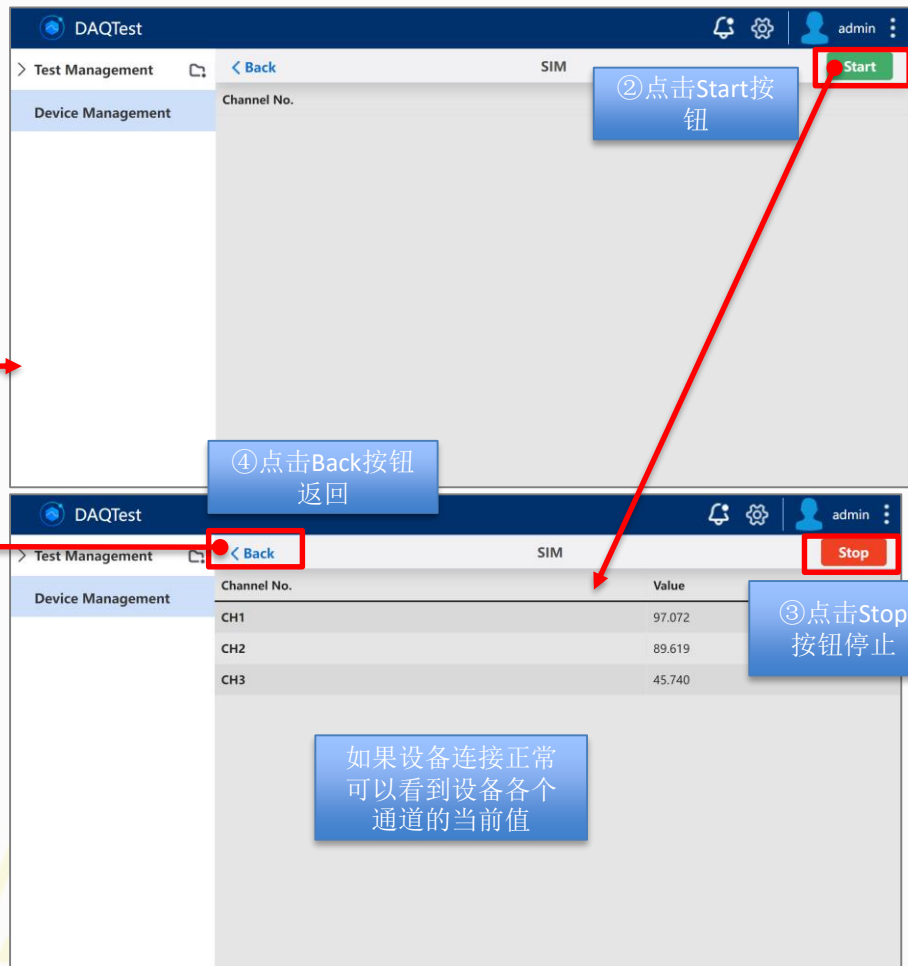 DAQTest
admin
Test Management
Back
SIM
Start
Device Management
Channel No.
②点击Start按
钮
④点击Back按钮
返回
DAQTest
admin
Test Management
Back
SIM
Stop
Device Management
Channel No.
Value
CH1
97.072
CH2
89.619
CH3
45.740
③点击Stop
按钮停止
如果设备连接正常
可以看到设备各个
通道的当前值